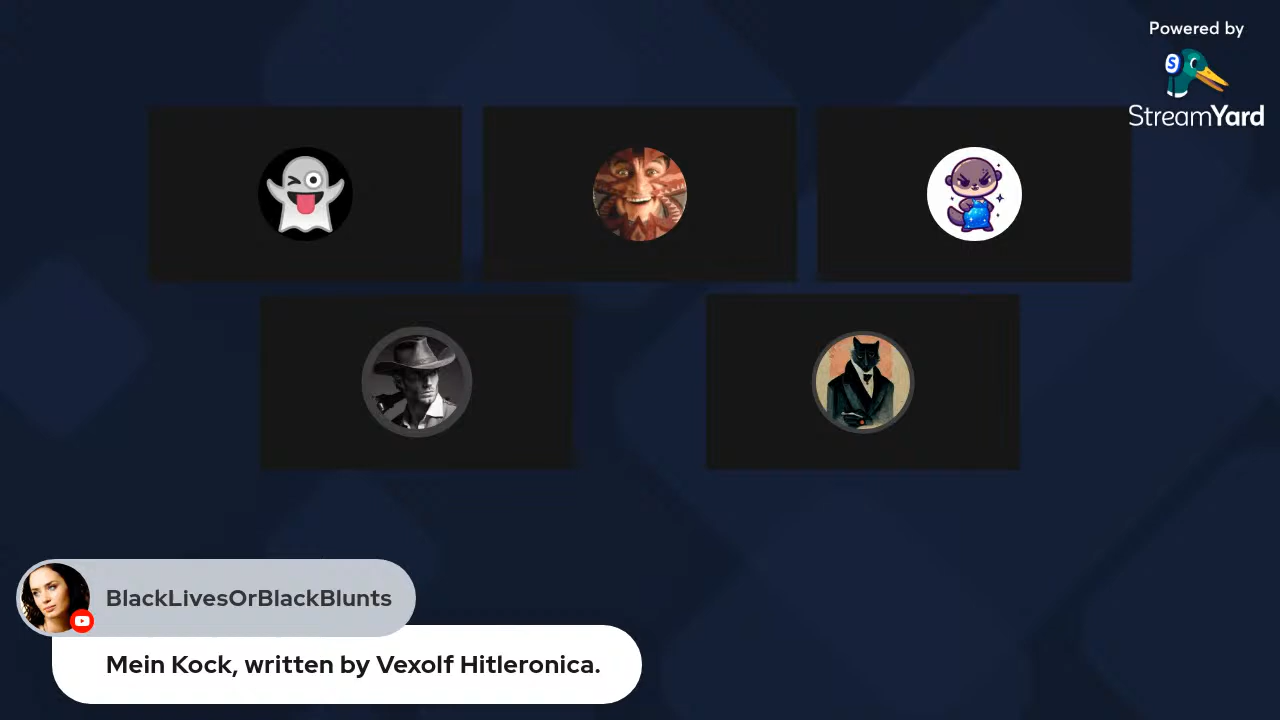 Powered by
StreamYard
BlackLivesOrBlackBlunts
Mein Kock, written by Vexolf Hitleronica.